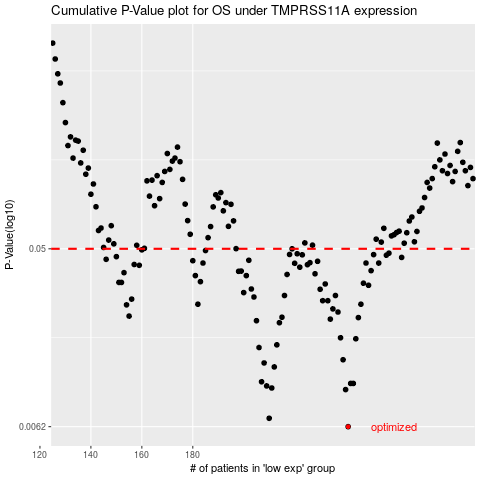 Cumulative P-Value plot for OS under TMPRSS11A expression
P-Value(log10)
0.05
0.0062
optimized
120 140 160 180
# of patients in 'low exp' group